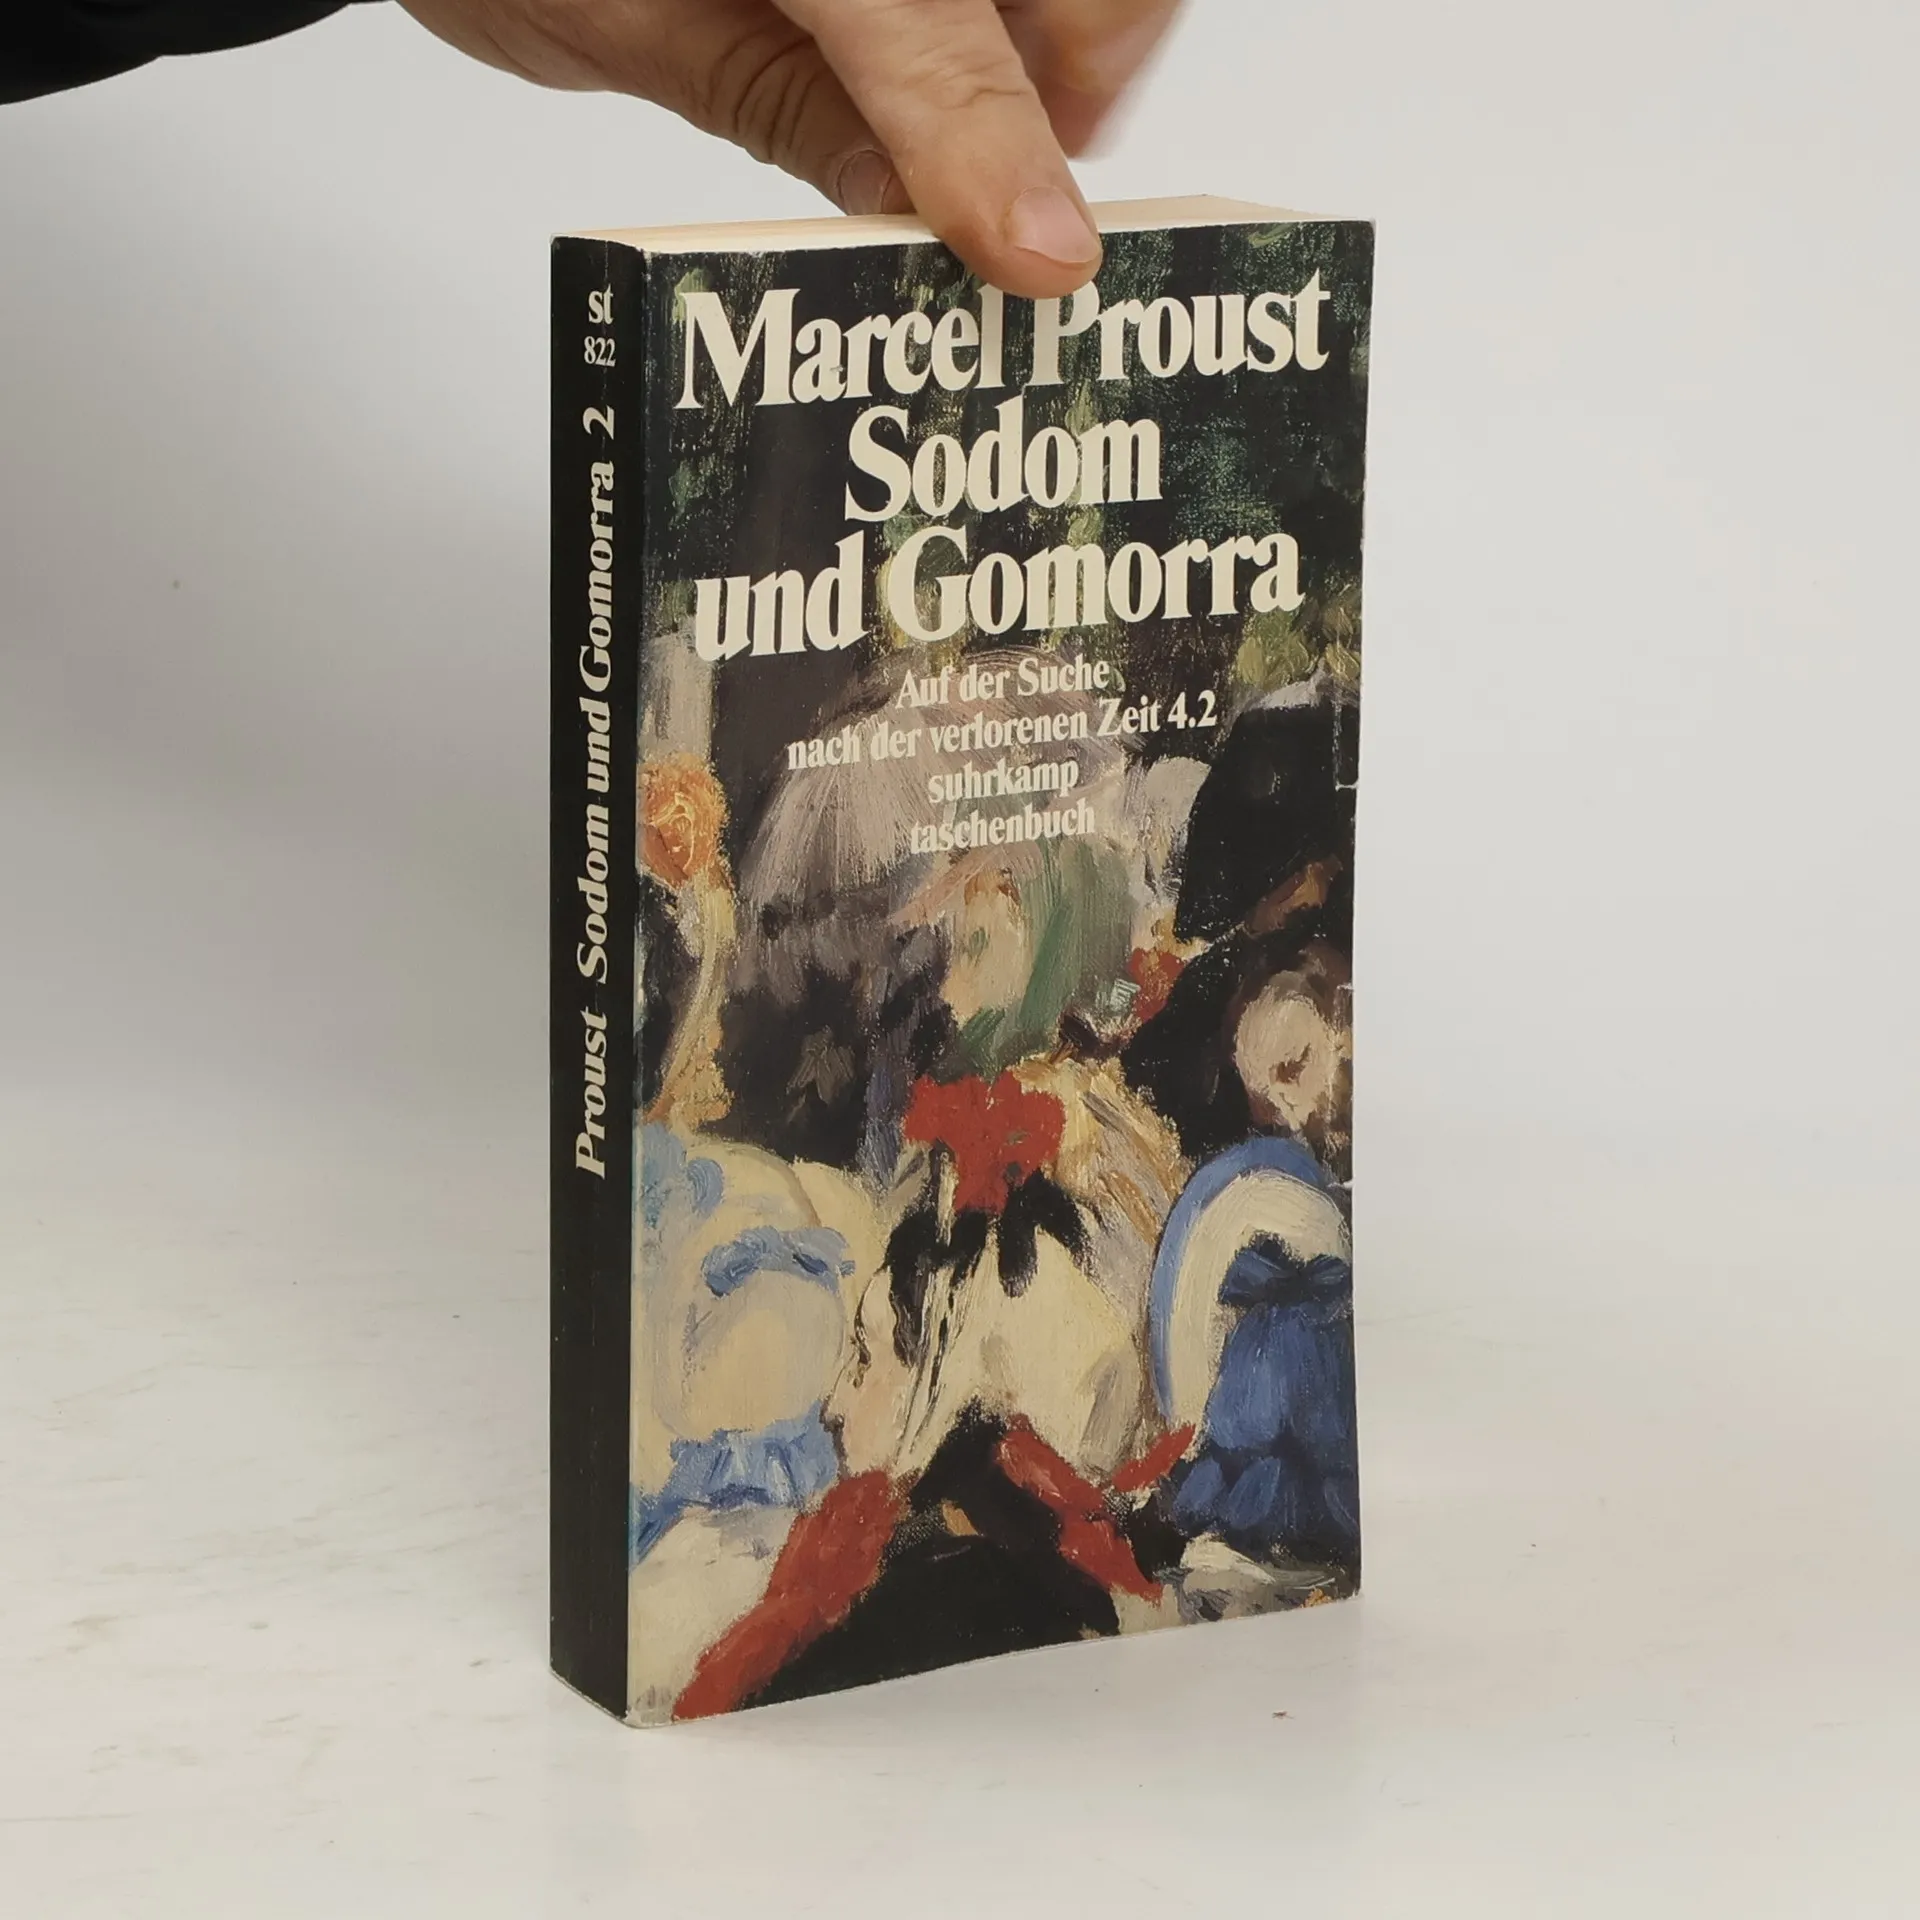 st
822
Proust Sodom und Gomorra 2
Marcel Proust
Sodom
und Gomorra
Auf der Suche
nach der verlorenen Zeit 4.2
suhrkamp
taschenbuch